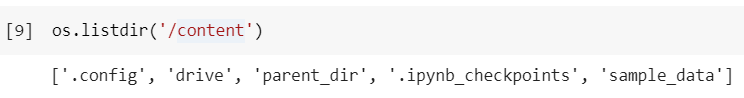 [9] os.listdir('/content')
['.config', 'drive', 'parent_dir', '.ipynb_checkpoints', 'sample_data']